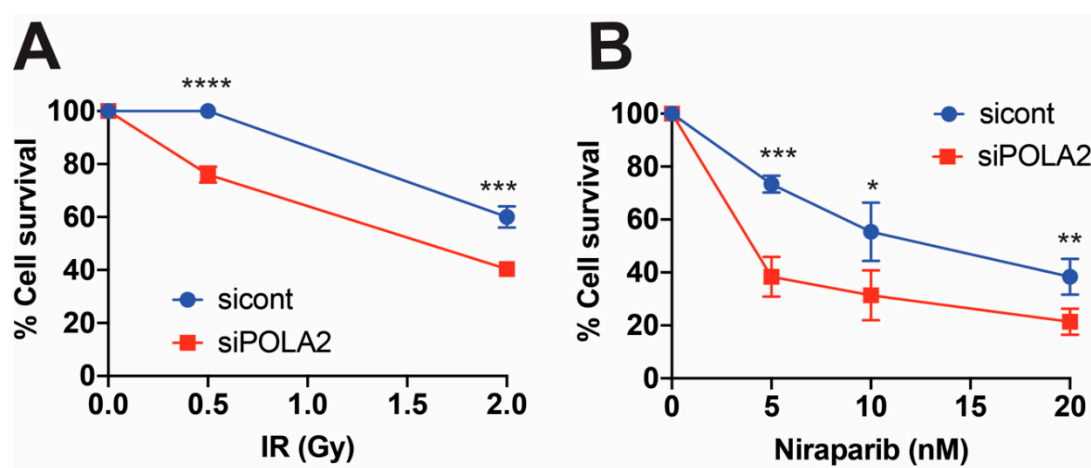 A
****
***
100
80
60
40
20
0
% Cell survival
sicont
siPOLA2
0.0 0.5 1.0 1.5 2.0
IR (Gy)
B
sicont
siPOLA2
***
*
**
100
80
60
40
20
0
% Cell survival
0 5 10 15 20
Niraparib (nM)